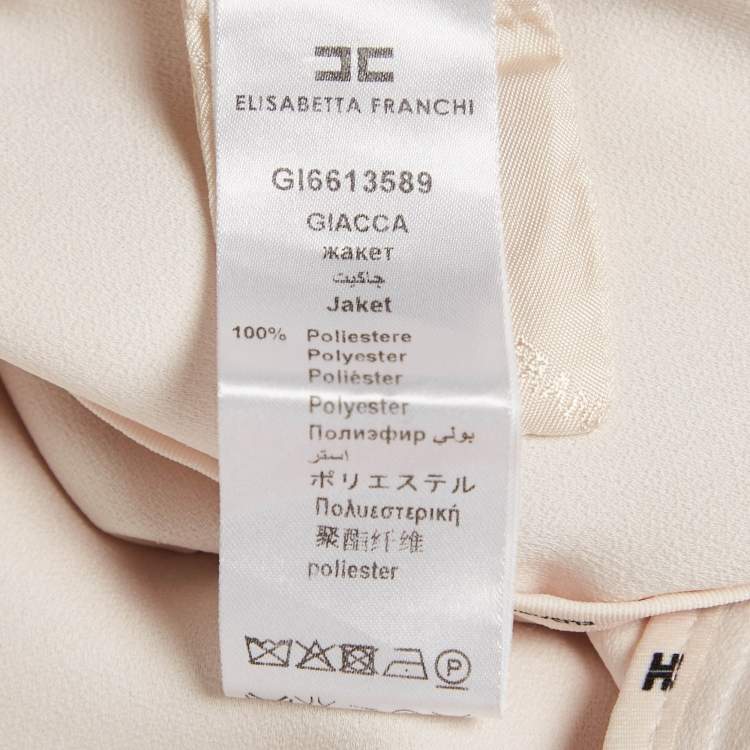 ELISABETTA FRANCHI
GI6613589
GIACCA
жакет
جاكيت
Jaket
100% Poliestere
Polyester
Poliéster
Polyester
Полиэфир بولي
استر
ポリエステル
Πολυεστερική
聚酯纤维
poliester
P
H